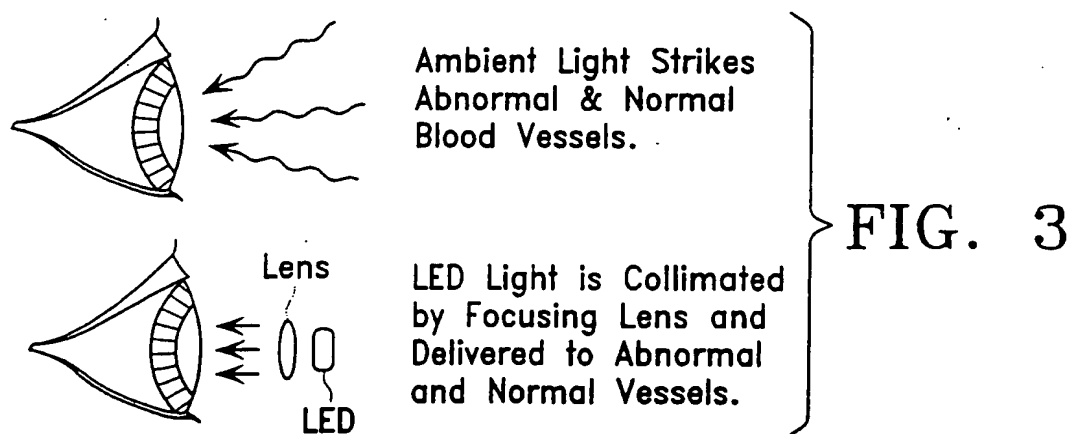 Ambient Light Strikes
Abnormal & Normal
Blood Vessels.
FIG. 3
Lens
LED Light is Collimated
by Focusing Lens and
Delivered to Abnormal
and Normal Vessels.
LED